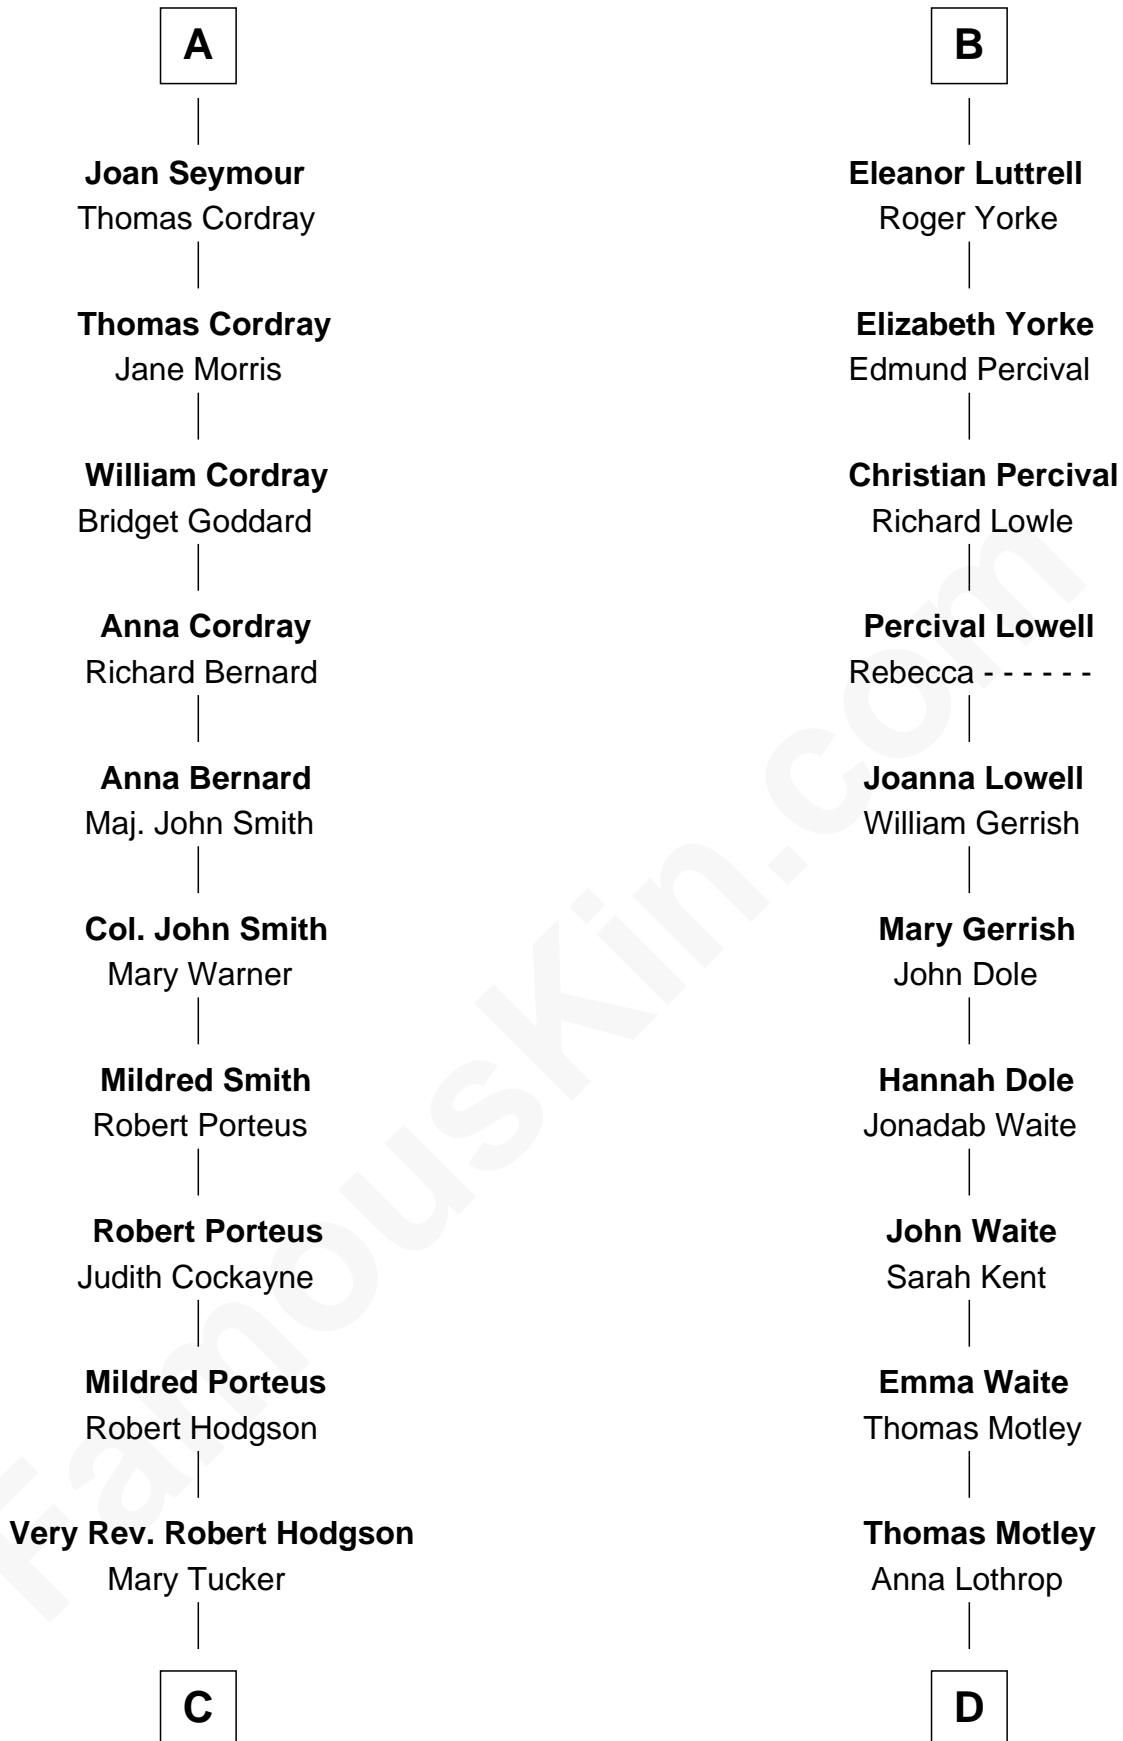 A
Joan Seymour
Thomas Cordray
Thomas Cordray
Jane Morris
William Cordray
Bridget Goddard
Anna Cordray
Richard Bernard
Anna Bernard
Maj. John Smith
Col. John Smith
Mary Warner
Mildred Smith
Robert Porteus
Robert Porteus
Judith Cockayne
Mildred Porteus
Robert Hodgson
Very Rev. Robert Hodgson
Mary Tucker
C
B
Eleanor Luttrell
Roger Yorke
Elizabeth Yorke
Edmund Percival
Christian Percival
Richard Lowle
Percival Lowell
Rebecca - - - - - -
Joanna Lowell
William Gerrish
Mary Gerrish
John Dole
Hannah Dole
Jonadab Waite
John Waite
Sarah Kent
Emma Waite
Thomas Motley
Thomas Motley
Anna Lothrop
D
FamousKin.com